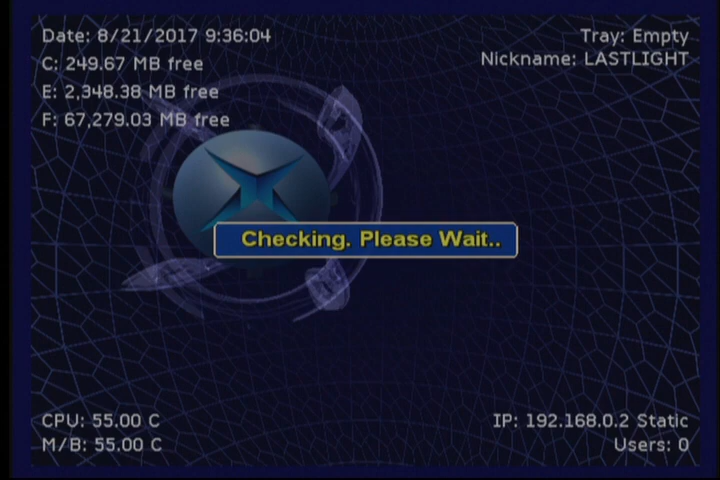 Date: 8/21/2017 9:36:04
Tray: Empty
C: 249.67 MB free
Nickname: LASTLIGHT
E: 2,348.38 MB free
F: 67,279.03 MB free
Checking. Please Wait..
CPU: 55.00 C
IP: 192.168.0.2 Static
M/B: 55.00 C
Users: 0